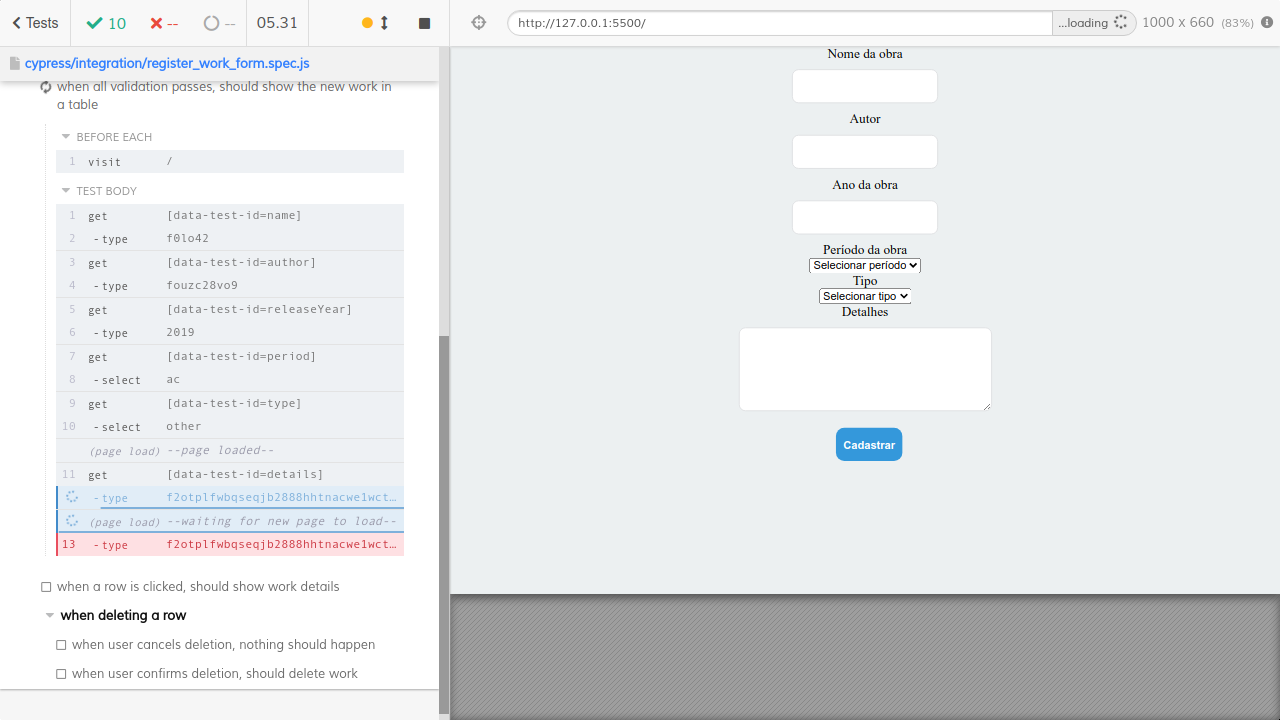 Tests
10
--
--
05.31
http://127.0.0.1:5500/
...loading
1000 x 660 (83%)
cypress/integration/register_work_form.spec.js
when all validation passes, should show the new work in
a table
BEFORE EACH
1 visit /
TEST BODY
1 get [data-test-id=name]
2 -type f0lo42
3 get [data-test-id=author]
4 -type fouzc28vo9
5 get [data-test-id=releaseYear]
6 -type 2019
7 get [data-test-id=period]
8 -select ac
9 get [data-test-id=type]
10 -select other
(page load) --page loaded--
11 get [data-test-id=details]
-type f2otplfwbqseqjb2888hhtnacwe1wct…
(page load) --waiting for new page to load--
13 -type f2otplfwbqseqjb2888hhtnacwe1wct…
when a row is clicked, should show work details
when deleting a row
when user cancels deletion, nothing should happen
when user confirms deletion, should delete work
Nome da obra
Autor
Ano da obra
Período da obra
Selecionar período
Tipo
Selecionar tipo
Detalhes
Cadastrar